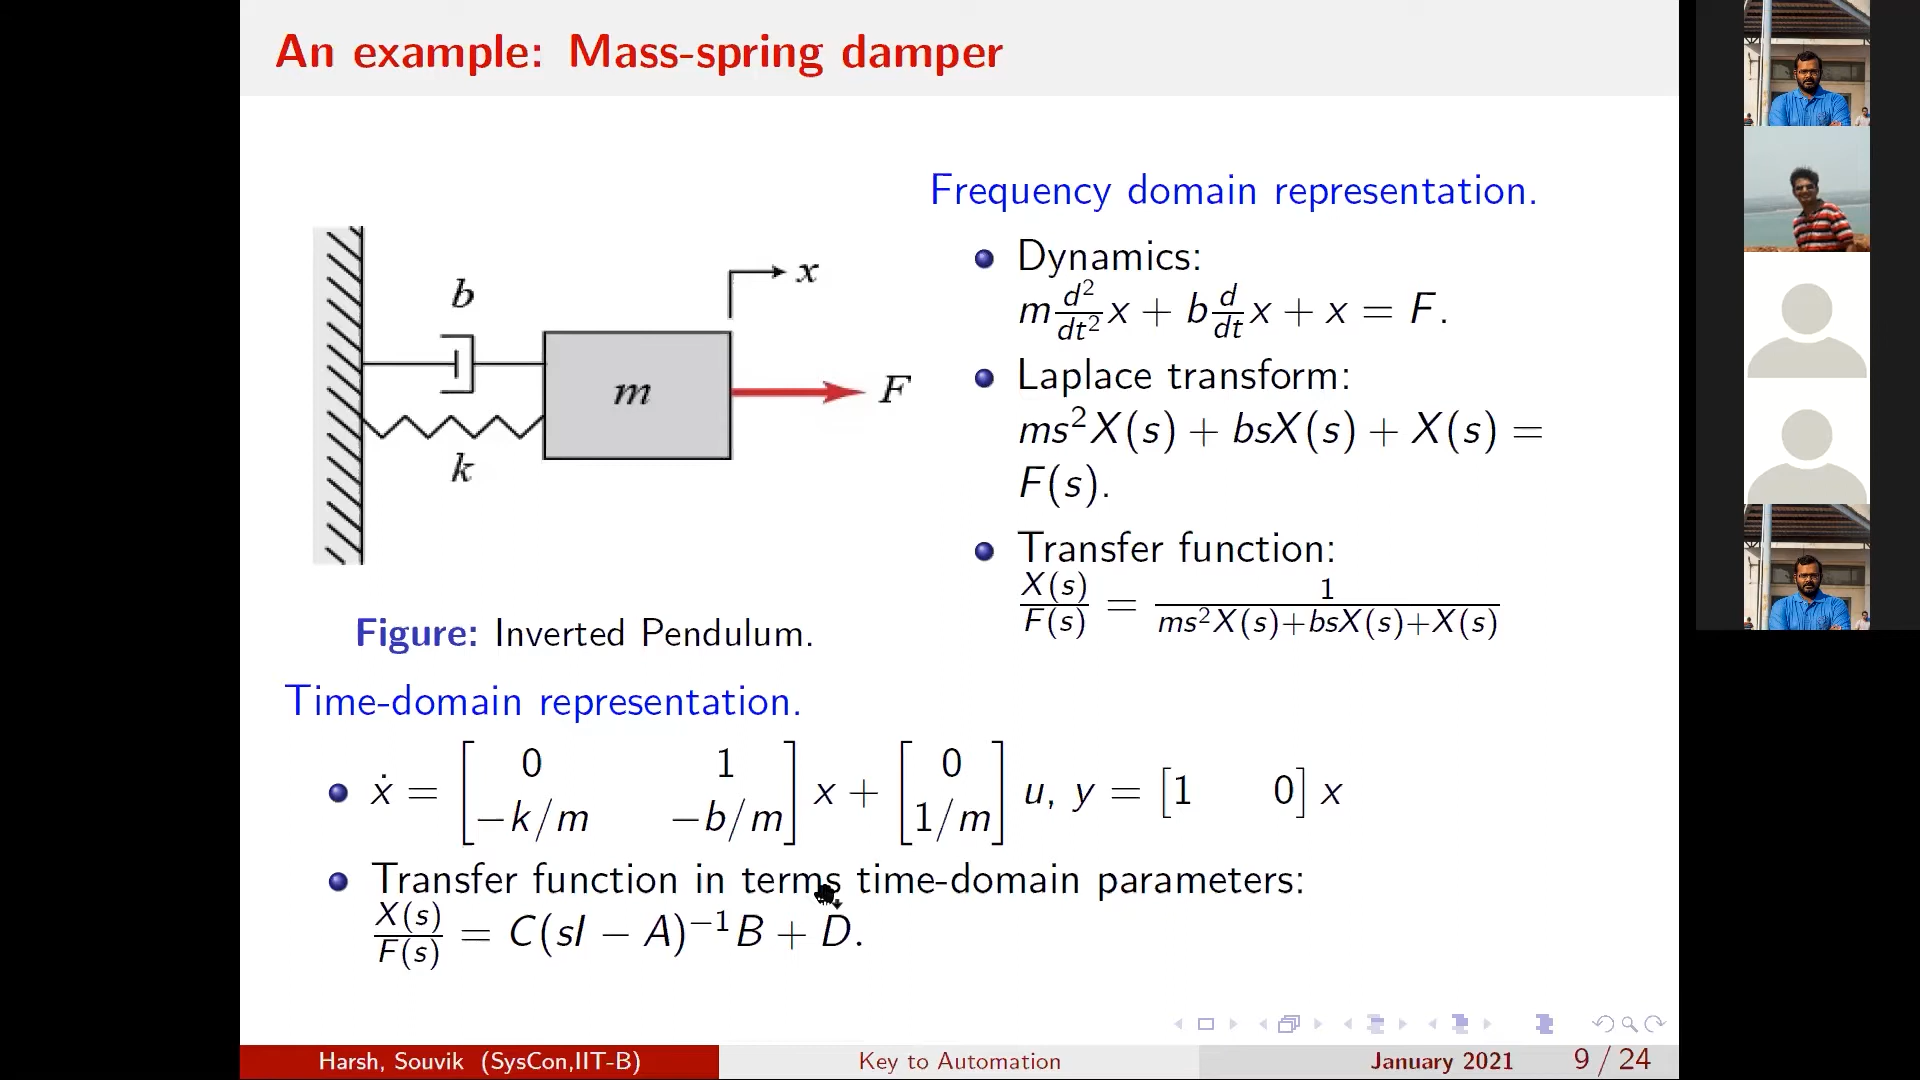 An example: Mass-spring damper
b
x
m
F
k
Figure: Inverted Pendulum.
Frequency domain representation.
Dynamics:
m d²/dt² x + b d/dt x + x = F.
Laplace transform:
ms²X(s) + bsX(s) + X(s) =
F(s).
Transfer function:
X(s)/F(s) = 1/(ms²X(s)+bsX(s)+X(s))
Time-domain representation.
ẋ = [0 1; −k/m −b/m] x + [0; 1/m] u, y = [1 0] x
Transfer function in terms time-domain parameters:
X(s)/F(s) = C(sI − A)⁻¹B + D.
Harsh, Souvik (SysCon,IIT-B)
Key to Automation
January 2021
9 / 24